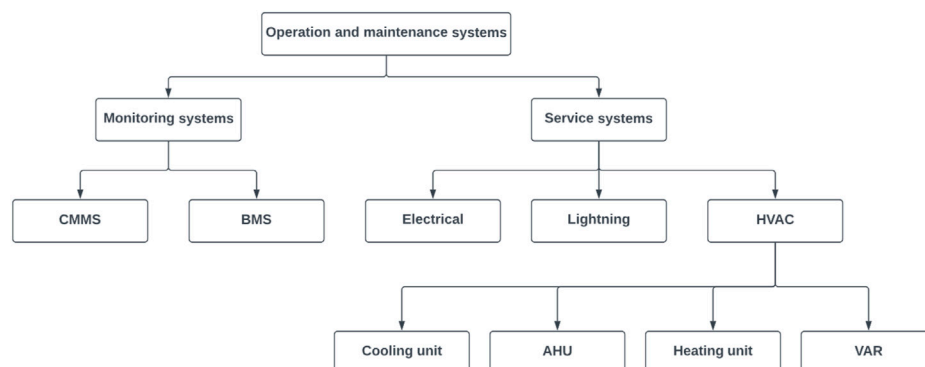 Operation and maintenance systems
Monitoring systems
Service systems
CMMS
BMS
Electrical
Lightning
HVAC
Cooling unit
AHU
Heating unit
VAR